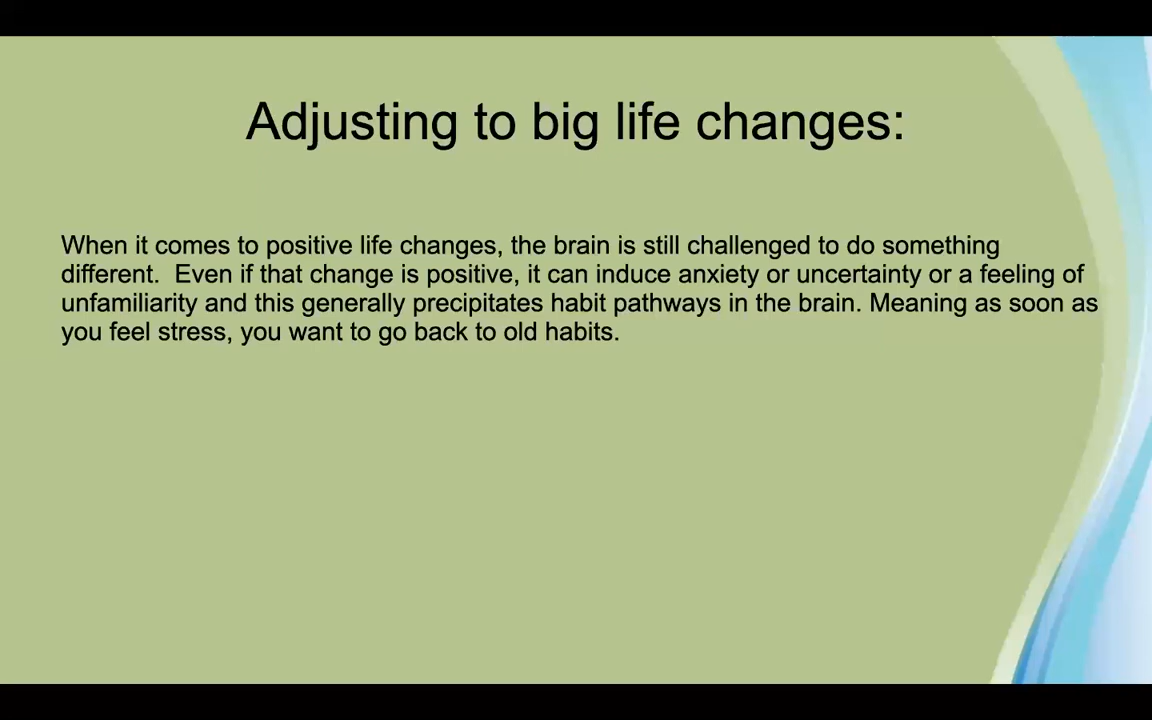 Adjusting to big life changes:
When it comes to positive life changes, the brain is still challenged to do something
different.  Even if that change is positive, it can induce anxiety or uncertainty or a feeling of
unfamiliarity and this generally precipitates habit pathways in the brain. Meaning as soon as
you feel stress, you want to go back to old habits.